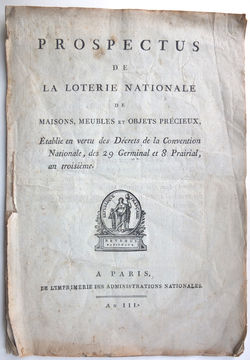 PROSPECTUS
DE
LA LOTERIE NATIONALE
DE
MAISONS, MEUBLES ET OBJETS PRÉCIEUX,
Établie en vertu des Décrets de la Convention
Nationale, des 29 Germinal et 8 Prairial,
an troisième.
A PARIS,
DE L'IMPRIMERIE DES ADMINISTRATIONS NATIONALES.
AN III.e